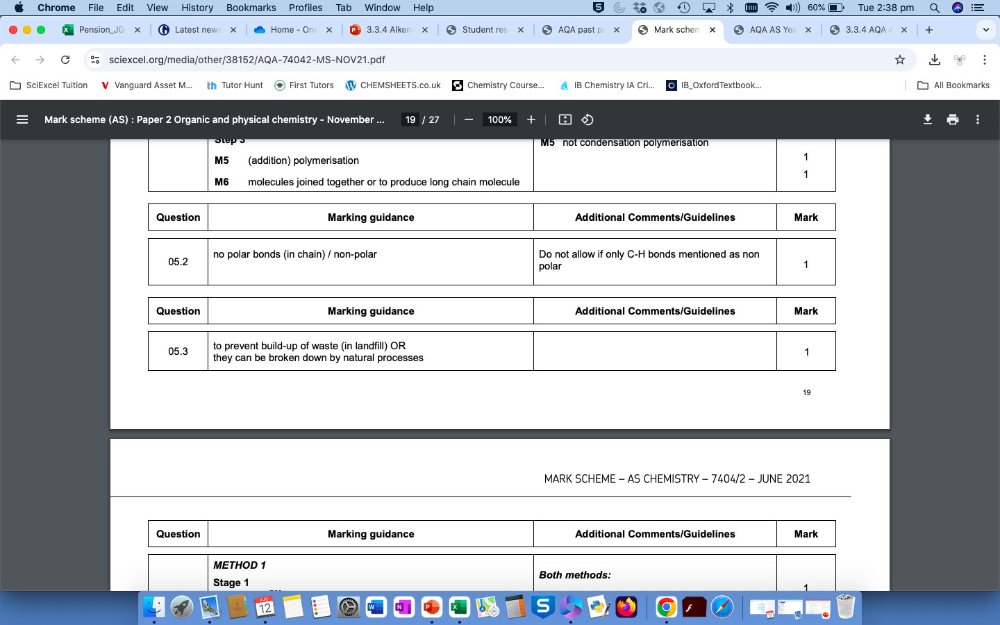 Chrome File Edit View History Bookmarks Profiles Tab Window Help 60% Tue 2:38 pm
Pension_JG Latest news Home - One 3.3.4 Alken Student res AQA past pa Mark schem AQA AS Yea 3.3.4 AQA A
sciexcel.org/media/other/38152/AQA-74042-MS-NOV21.pdf
SciExcel Tuition Vanguard Asset M... Tutor Hunt First Tutors CHEMSHEETS.co.uk Chemistry Course... IB Chemistry IA Cri... IB_OxfordTextbook... All Bookmarks
Mark scheme (AS) : Paper 2 Organic and physical chemistry - November ... 19 / 27 100%
Step 3
M5 not condensation polymerisation
M5 (addition) polymerisation 1
M6 molecules joined together or to produce long chain molecule 1
Question Marking guidance Additional Comments/Guidelines Mark
05.2 no polar bonds (in chain) / non-polar Do not allow if only C-H bonds mentioned as non
polar 1
Question Marking guidance Additional Comments/Guidelines Mark
05.3 to prevent build-up of waste (in landfill) OR
they can be broken down by natural processes 1
19
MARK SCHEME – AS CHEMISTRY – 7404/2 – JUNE 2021
Question Marking guidance Additional Comments/Guidelines Mark
METHOD 1
Both methods:
Stage 1
1
AUG
12